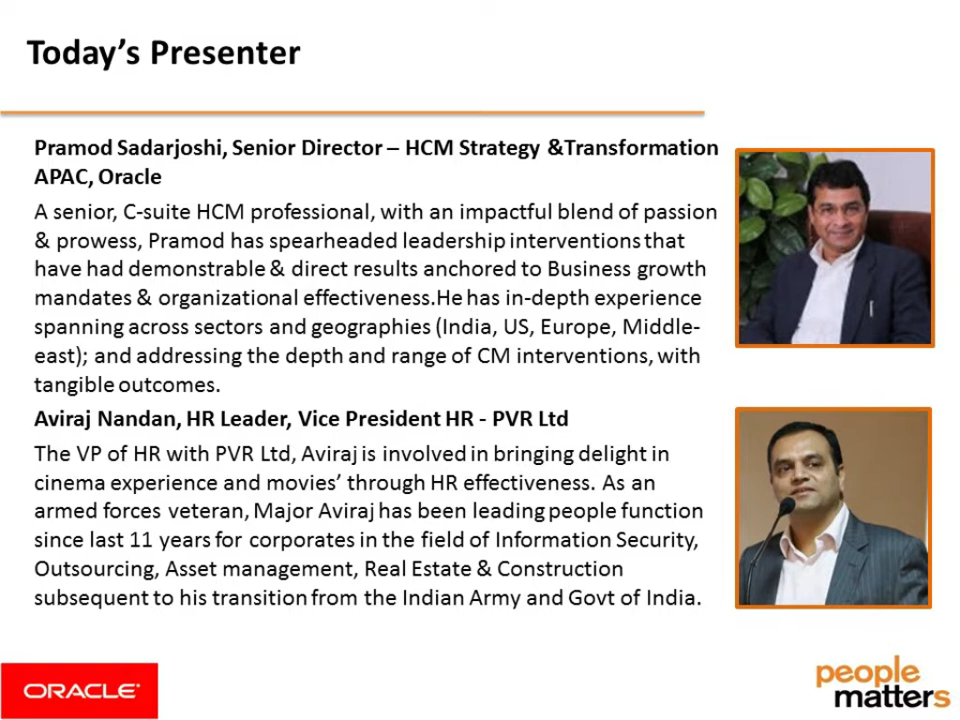 Today’s Presenter
Pramod Sadarjoshi, Senior Director – HCM Strategy &Transformation
APAC, Oracle
A senior, C-suite HCM professional, with an impactful blend of passion
& prowess, Pramod has spearheaded leadership interventions that
have had demonstrable & direct results anchored to Business growth
mandates & organizational effectiveness.He has in-depth experience
spanning across sectors and geographies (India, US, Europe, Middle-
east); and addressing the depth and range of CM interventions, with
tangible outcomes.
Aviraj Nandan, HR Leader, Vice President HR - PVR Ltd
The VP of HR with PVR Ltd, Aviraj is involved in bringing delight in
cinema experience and movies’ through HR effectiveness. As an
armed forces veteran, Major Aviraj has been leading people function
since last 11 years for corporates in the field of Information Security,
Outsourcing, Asset management, Real Estate & Construction
subsequent to his transition from the Indian Army and Govt of India.
ORACLE®
people
matters